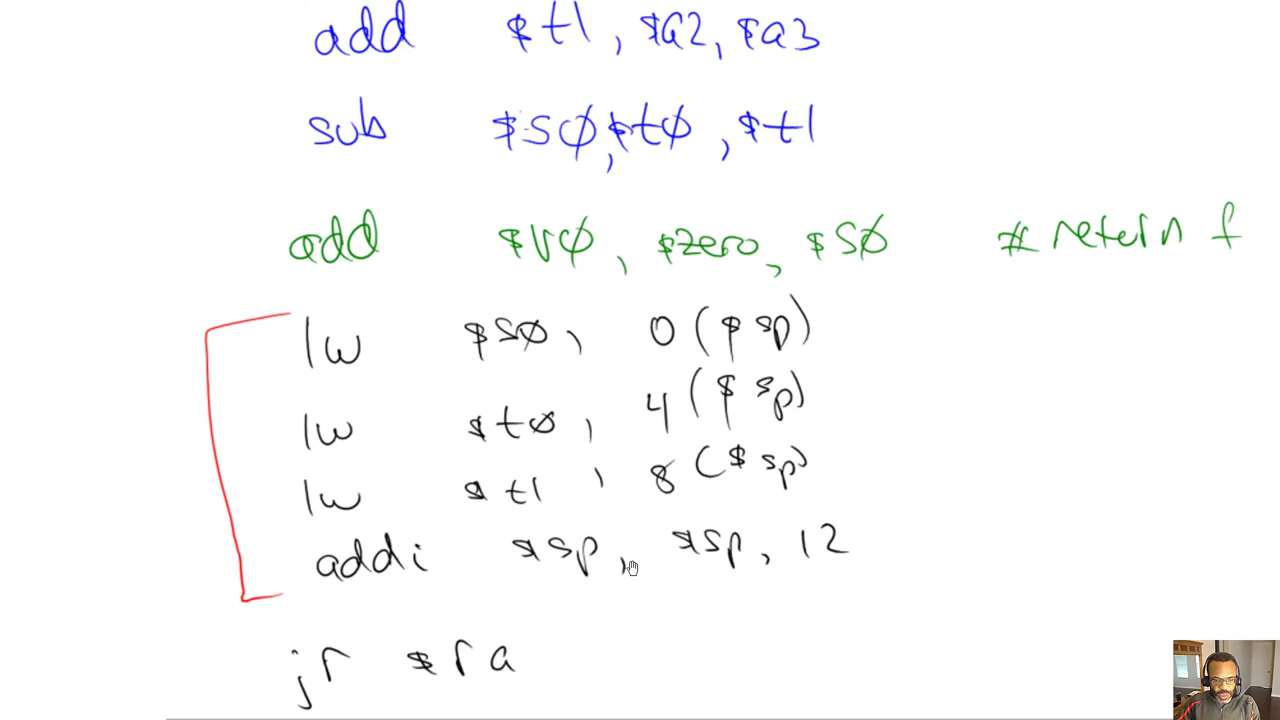 add $t1, $a2, $a3
sub $s0, $t0, $t1
add $v0, $zero, $s0 # return f
lw $s0, 0($sp)
lw $t0, 4($sp)
lw $t1, 8($sp)
addi $sp, $sp, 12
jr $ra